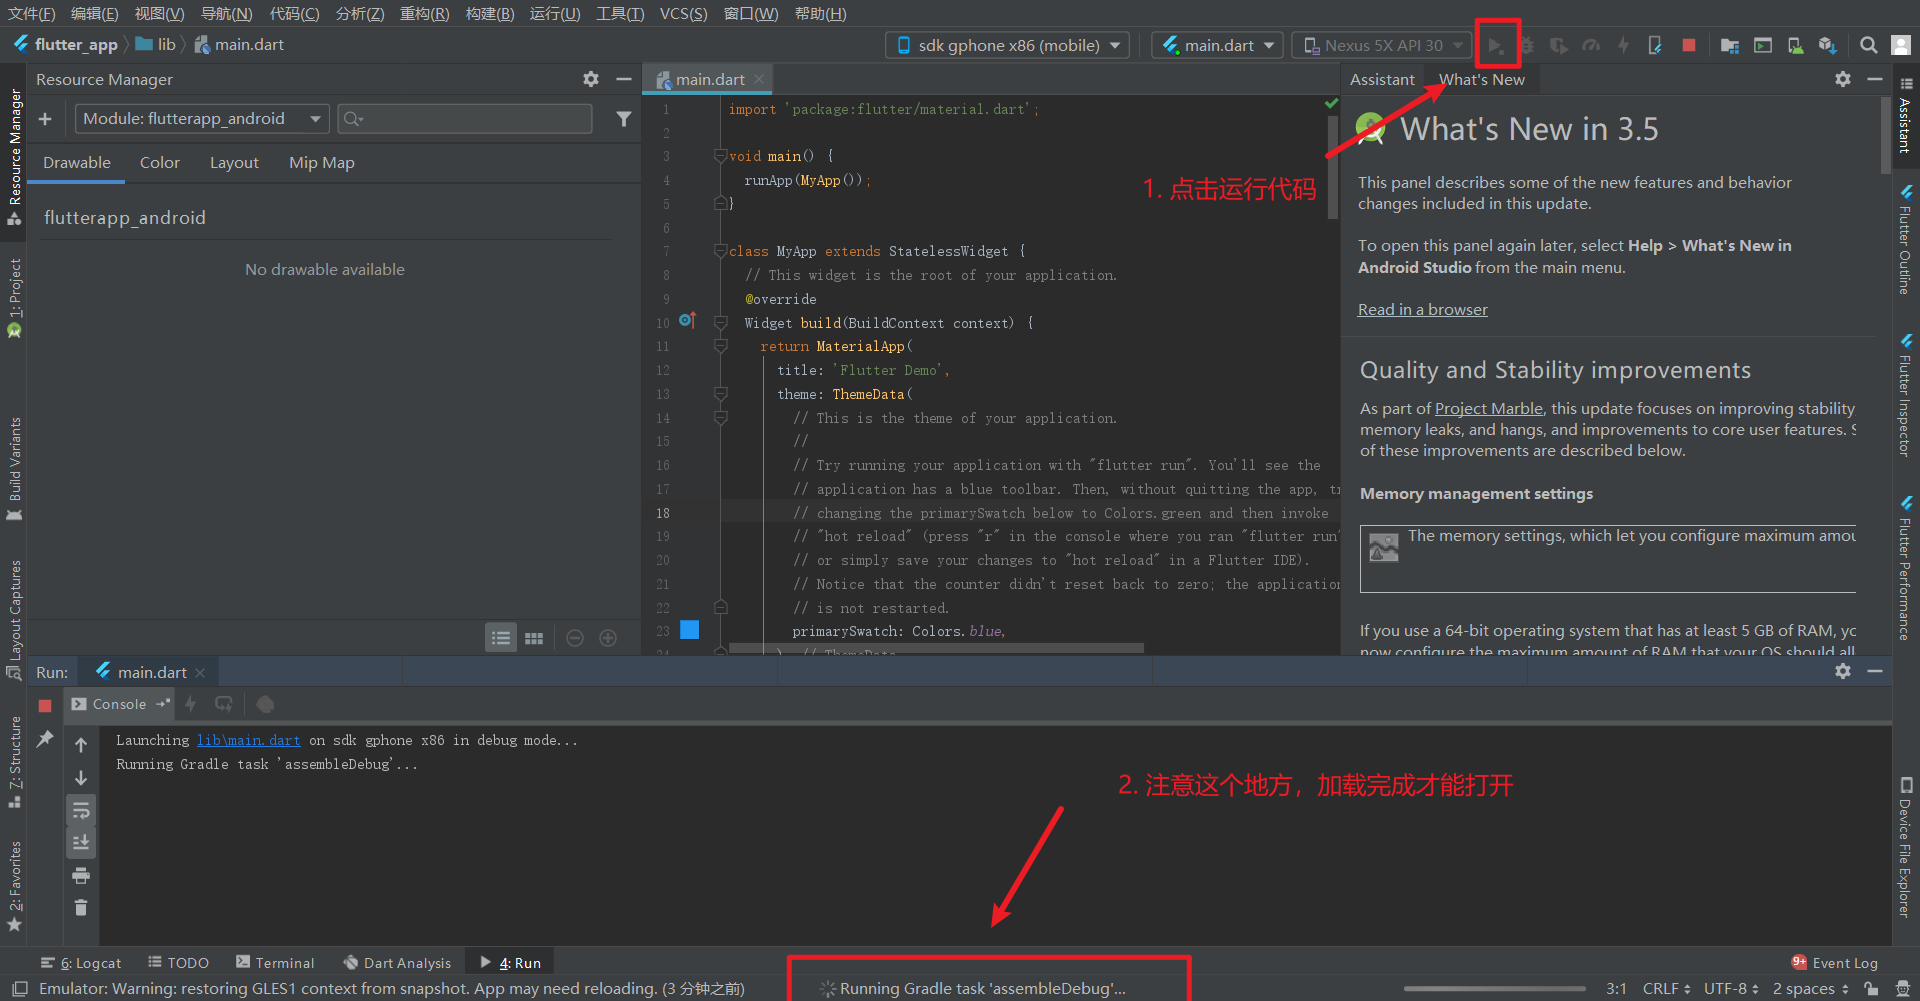 文件(F) 编辑(E) 视图(V) 导航(N) 代码(C) 分析(Z) 重构(R) 构建(B) 运行(U) 工具(T) VCS(S) 窗口(W) 帮助(H)
flutter_app lib main.dart sdk gphone x86 (mobile) main.dart Nexus 5X API 30
Resource Manager
Module: flutterapp_android
Drawable Color Layout Mip Map
flutterapp_android
No drawable available
main.dart
1 import 'package:flutter/material.dart';
2
3 void main() {
4 runApp(MyApp());
5 }
6
7 class MyApp extends StatelessWidget {
8 // This widget is the root of your application.
9 @override
10 Widget build(BuildContext context) {
11 return MaterialApp(
12 title: 'Flutter Demo',
13 theme: ThemeData(
14 // This is the theme of your application.
15 //
16 // Try running your application with "flutter run". You'll see the
17 // application has a blue toolbar. Then, without quitting the app, tr
18 // changing the primarySwatch below to Colors.green and then invoke
19 // "hot reload" (press "r" in the console where you ran "flutter run"
20 // or simply save your changes to "hot reload" in a Flutter IDE).
21 // Notice that the counter didn't reset back to zero; the application
22 // is not restarted.
23 primarySwatch: Colors.blue,
24 ) // ThemeData
1. 点击运行代码
Assistant What's New
What's New in 3.5
This panel describes some of the new features and behavior
changes included in this update.
To open this panel again later, select Help > What's New in
Android Studio from the main menu.
Read in a browser
Quality and Stability improvements
As part of Project Marble, this update focuses on improving stability
memory leaks, and hangs, and improvements to core user features. S
of these improvements are described below.
Memory management settings
The memory settings, which let you configure maximum amou
If you use a 64-bit operating system that has at least 5 GB of RAM, yo
now configure the maximum amount of RAM that your OS should all
Resource Manager
1: Project
Build Variants
Layout Captures
7: Structure
2: Favorites
Assistant
Flutter Outline
Flutter Inspector
Flutter Performance
Device File Explorer
Run: main.dart
Console
Launching lib\main.dart on sdk gphone x86 in debug mode...
Running Gradle task 'assembleDebug'...
2. 注意这个地方，加载完成才能打开
6: Logcat TODO Terminal Dart Analysis 4: Run 9+ Event Log
Emulator: Warning: restoring GLES1 context from snapshot. App may need reloading. (3 分钟之前) Running Gradle task 'assembleDebug'... 3:1 CRLF UTF-8 2 spaces